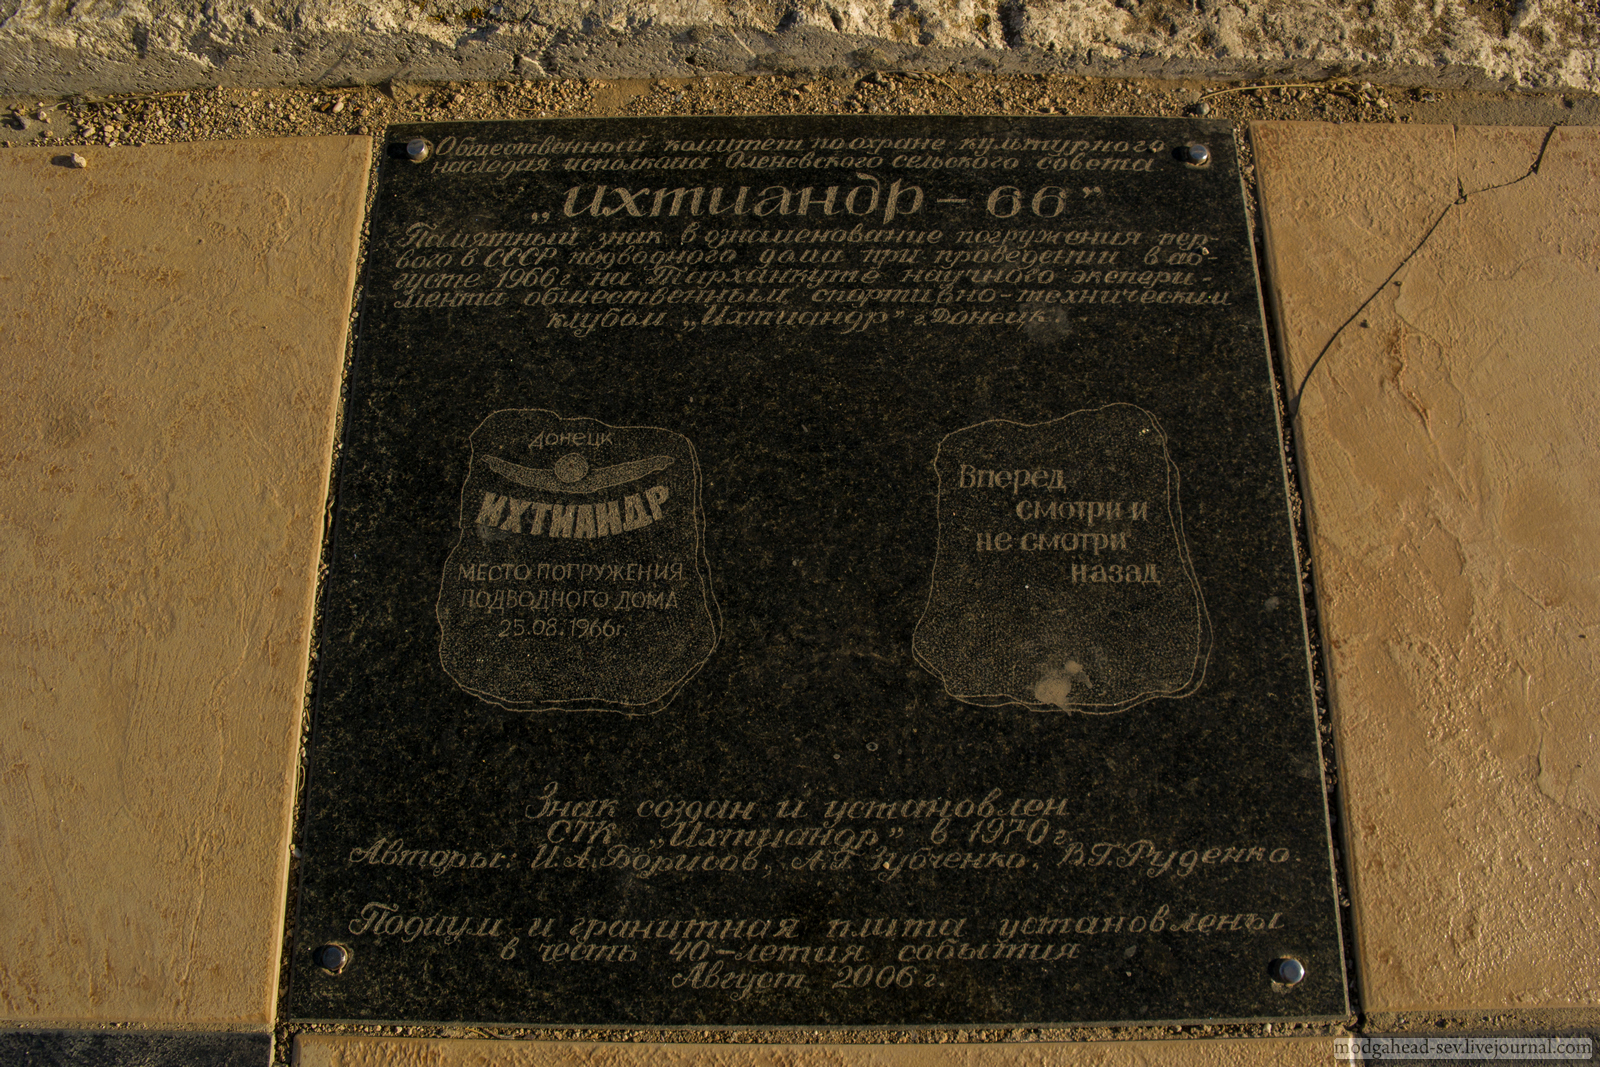 Общественный комитет по охране культурного
наследия исполкома Оленевского сельского совета.
„ИХТИАНДР – 66”
Памятный знак в ознаменование погружения пер-
вого в СССР подводного дома при проведении в ав-
густе 1966 г. на Тарханкуте научного экспери-
мента общественным спортивно-техническим
клубом „Ихтиандр” г. Донецк.
ДОНЕЦК
ИХТИАНДР
МЕСТО ПОГРУЖЕНИЯ
ПОДВОДНОГО ДОМА
25.08.1966г.
Вперед
смотри и
не смотри
назад
Знак создан и установлен
СТК „Ихтиандр” в 1970 г.
Авторы: И.А.Борисов, А.Г.Зубченко, В.Г.Руденко.
Подиум и гранитная плита установлены
в честь 40-летия события
Август 2006 г.
modgahead-sev.livejournal.com